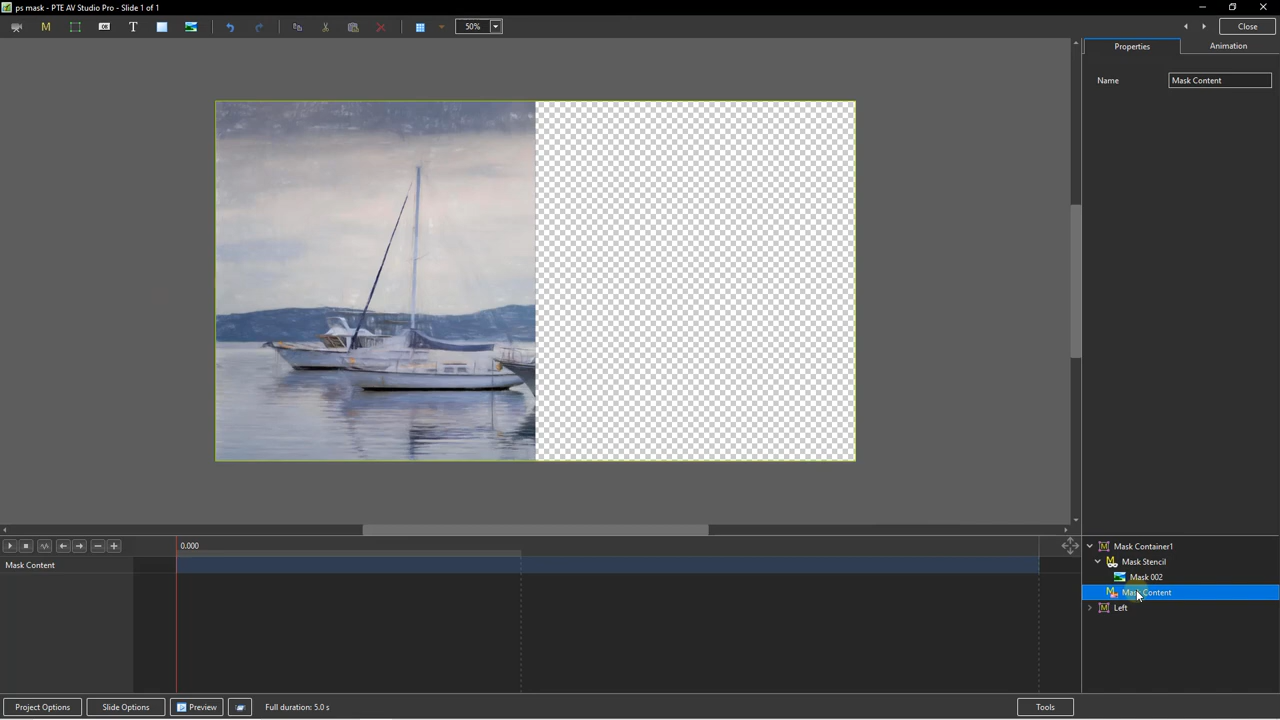 ps mask - PTE AV Studio Pro - Slide 1 of 1
M OK T 50% Close
Properties Animation
Name Mask Content
0.000
Mask Content
Mask Container1
Mask Stencil
Mask 002
Mask Content
Left
Project Options Slide Options Preview Full duration: 5.0 s Tools